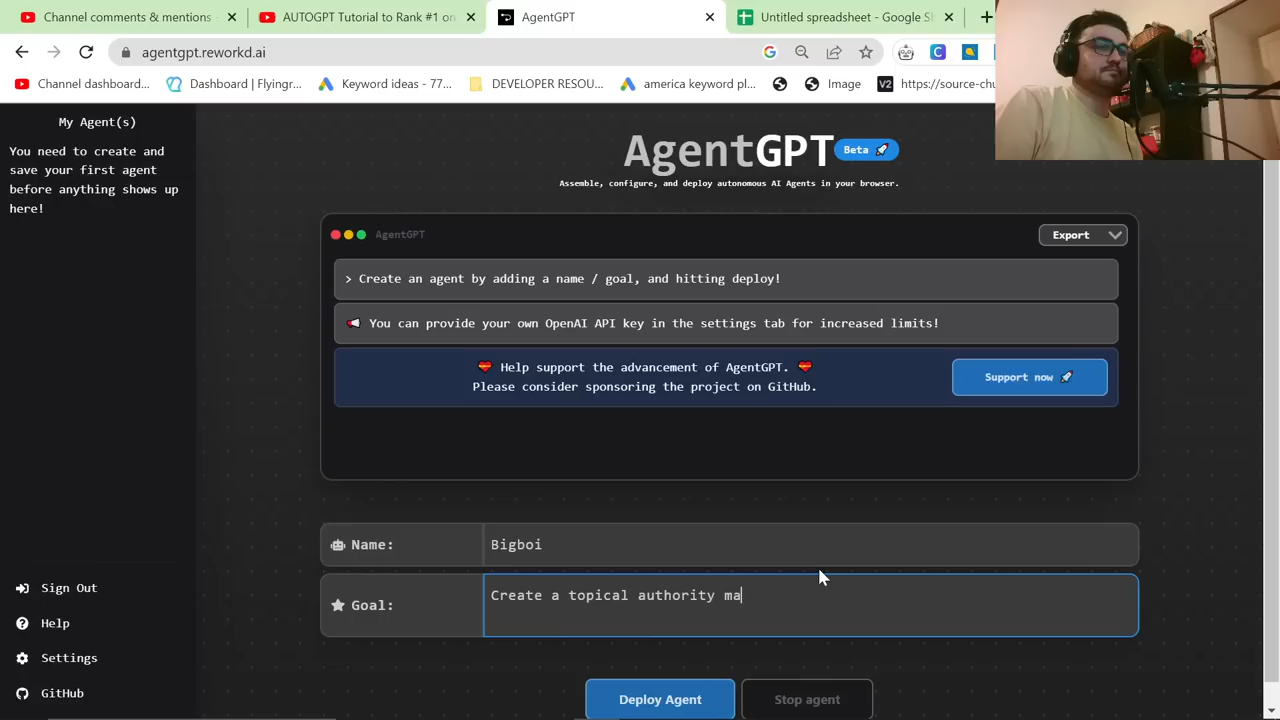 Channel comments & mentions
AUTOGPT Tutorial to Rank #1 on
AgentGPT
Untitled spreadsheet - Google Sh
agentgpt.reworkd.ai
Channel dashboard...
Dashboard | Flyingr...
Keyword ideas - 77...
DEVELOPER RESOU...
america keyword pl...
Image
V2
https://source-chu
My Agent(s)
You need to create and
save your first agent
before anything shows up
here!
AgentGPT
Beta 🚀
Assemble, configure, and deploy autonomous AI Agents in your browser.
AgentGPT
Export
> Create an agent by adding a name / goal, and hitting deploy!
📢 You can provide your own OpenAI API key in the settings tab for increased limits!
💝 Help support the advancement of AgentGPT. 💝
Please consider sponsoring the project on GitHub.
Support now 🚀
Name:
Bigboi
Goal:
Create a topical authority ma
Sign Out
Help
Settings
GitHub
Deploy Agent
Stop agent